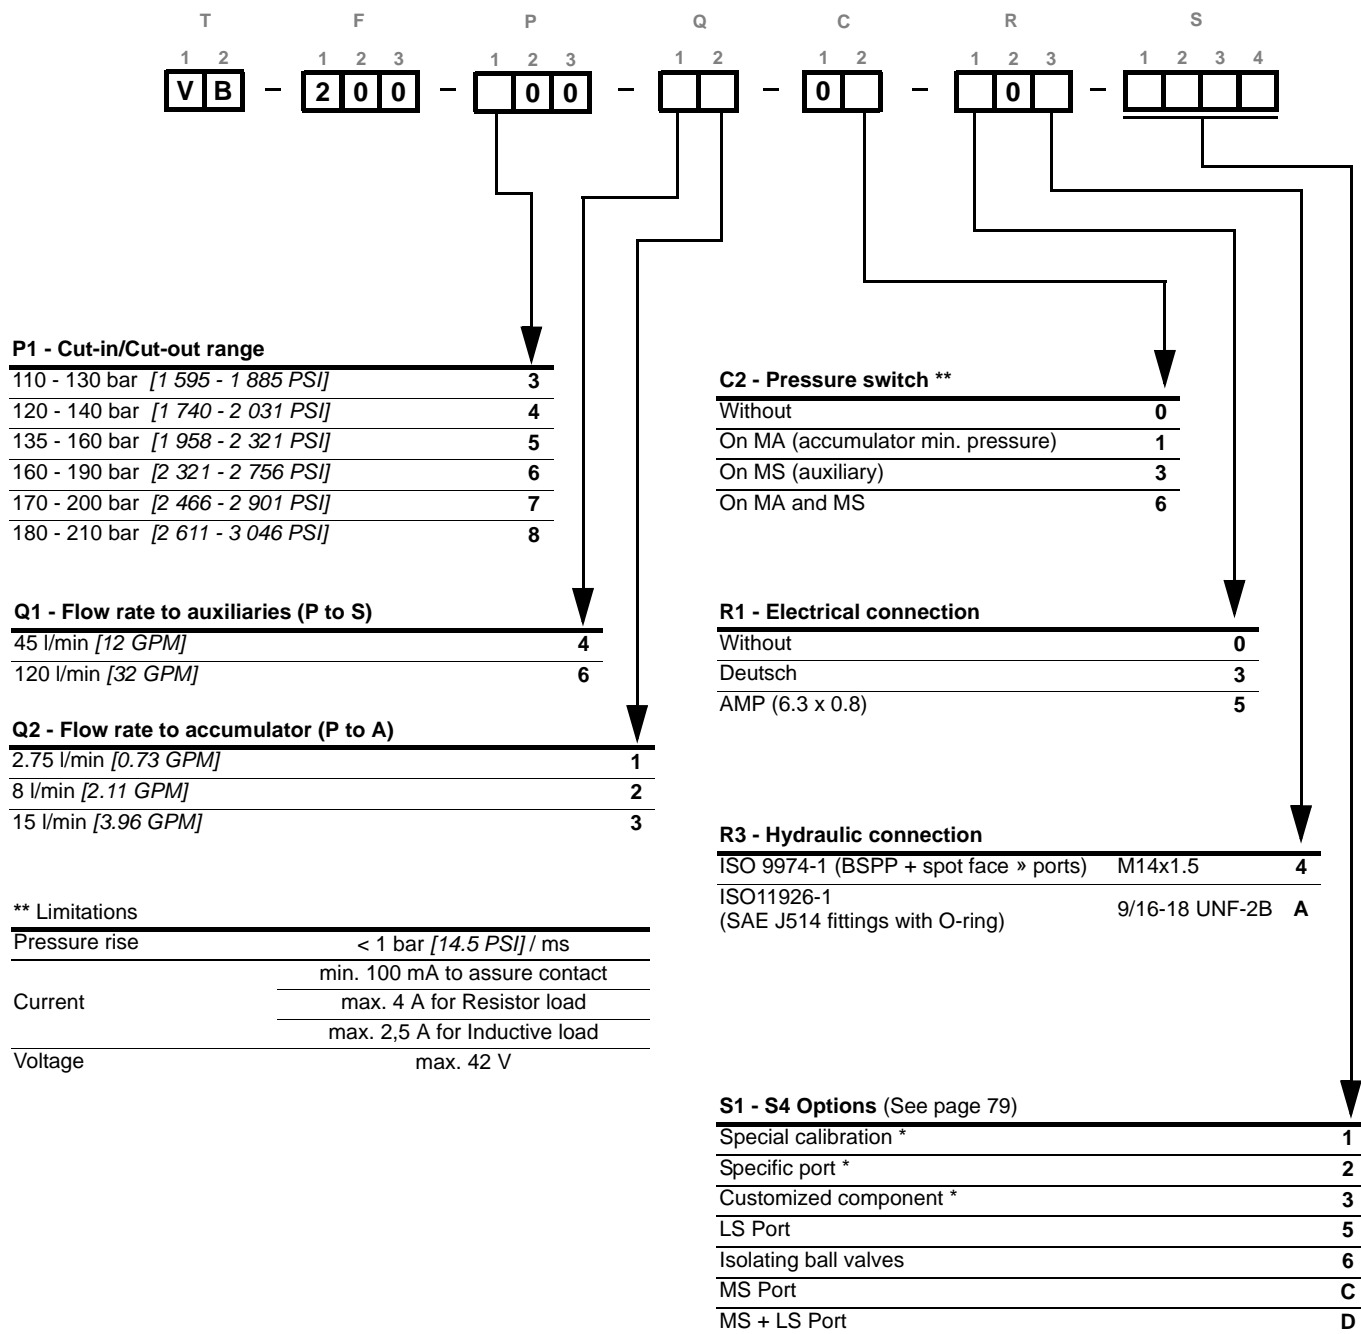 T F P Q C R S
1 2 1 2 3 1 2 3 1 2 1 2 1 2 3 1 2 3 4
V B – 2 0 0 – 0 0 – – 0 – 0 –
P1 - Cut-in/Cut-out range
110 - 130 bar [1 595 - 1 885 PSI] 3
120 - 140 bar [1 740 - 2 031 PSI] 4
135 - 160 bar [1 958 - 2 321 PSI] 5
160 - 190 bar [2 321 - 2 756 PSI] 6
170 - 200 bar [2 466 - 2 901 PSI] 7
180 - 210 bar [2 611 - 3 046 PSI] 8
Q1 - Flow rate to auxiliaries (P to S)
45 l/min [12 GPM] 4
120 l/min [32 GPM] 6
Q2 - Flow rate to accumulator (P to A)
2.75 l/min [0.73 GPM] 1
8 l/min [2.11 GPM] 2
15 l/min [3.96 GPM] 3
** Limitations
Pressure rise < 1 bar [14.5 PSI] / ms
min. 100 mA to assure contact
Current max. 4 A for Resistor load
max. 2,5 A for Inductive load
Voltage max. 42 V
C2 - Pressure switch **
Without 0
On MA (accumulator min. pressure) 1
On MS (auxiliary) 3
On MA and MS 6
R1 - Electrical connection
Without 0
Deutsch 3
AMP (6.3 x 0.8) 5
R3 - Hydraulic connection
ISO 9974-1 (BSPP + spot face » ports) M14x1.5 4
ISO11926-1
(SAE J514 fittings with O-ring) 9/16-18 UNF-2B A
S1 - S4 Options (See page 79)
Special calibration * 1
Specific port * 2
Customized component * 3
LS Port 5
Isolating ball valves 6
MS Port C
MS + LS Port D